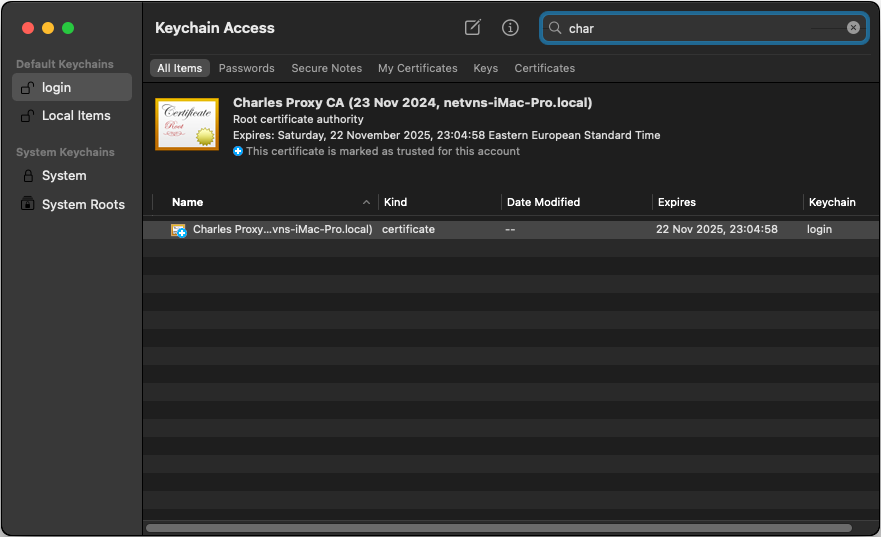 Keychain Access
char
Default Keychains
login
Local Items
System Keychains
System
System Roots
All Items Passwords Secure Notes My Certificates Keys Certificates
Certificate
Root
Charles Proxy CA (23 Nov 2024, netvns-iMac-Pro.local)
Root certificate authority
Expires: Saturday, 22 November 2025, 23:04:58 Eastern European Standard Time
This certificate is marked as trusted for this account
Name Kind Date Modified Expires Keychain
Charles Proxy...vns-iMac-Pro.local) certificate -- 22 Nov 2025, 23:04:58 login